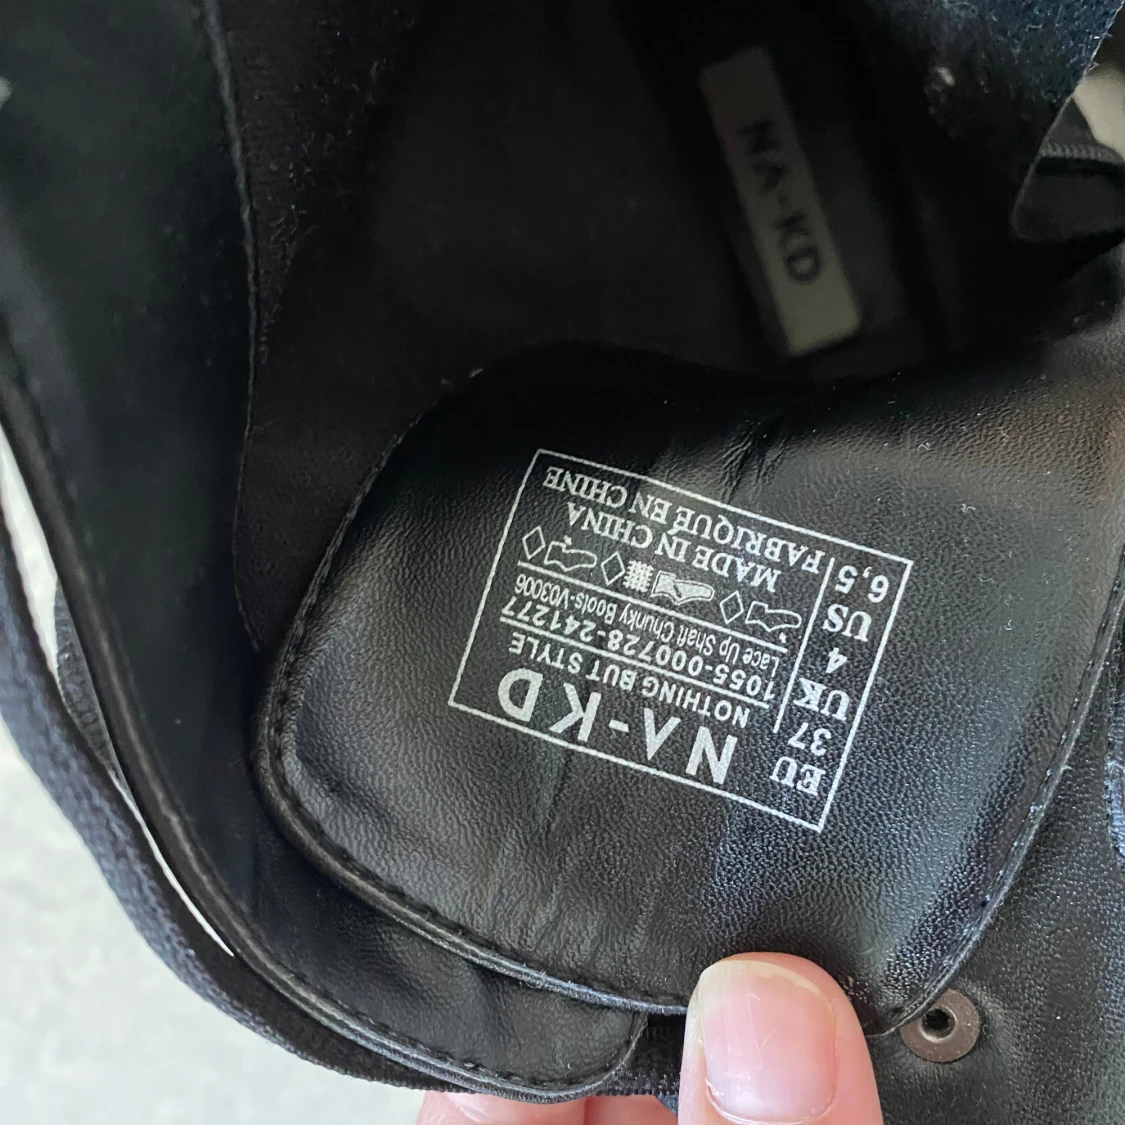 NA-KD
NA-KD
NOTHING BUT STYLE
1055-000728-241277
Lace Up Shaft Chunky Boots-V03006
MADE IN CHINA
FABRIQUÉ EN CHINE
EU
37
UK
4
US
6,5